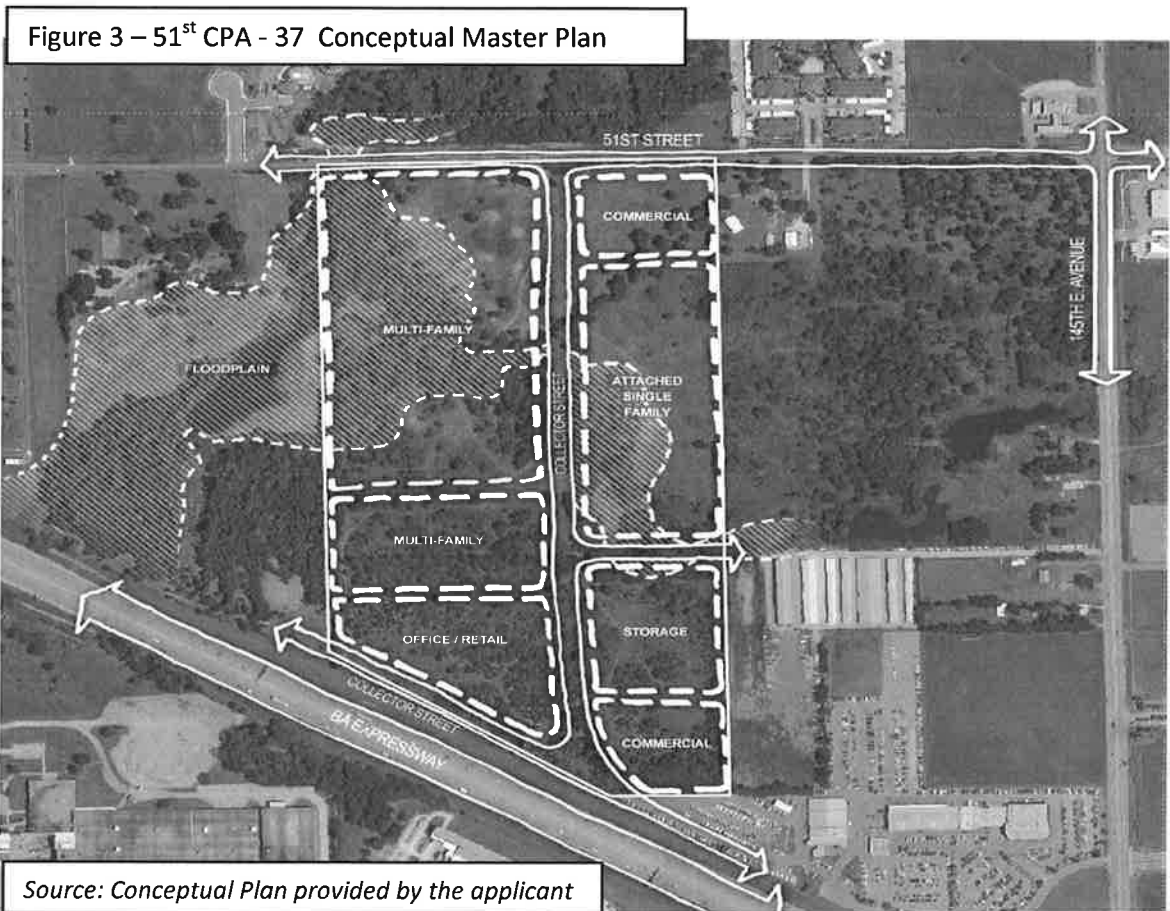 Figure 3 – 51st CPA - 37 Conceptual Master Plan
51ST STREET
COMMERCIAL
145TH E. AVENUE
MULTI-FAMILY
FLOODPLAIN
COLLECTOR STREET
ATTACHED
SINGLE
FAMILY
MULTI-FAMILY
OFFICE / RETAIL
STORAGE
COLLECTOR STREET
BA EXPRESSWAY
COMMERCIAL
Source: Conceptual Plan provided by the applicant